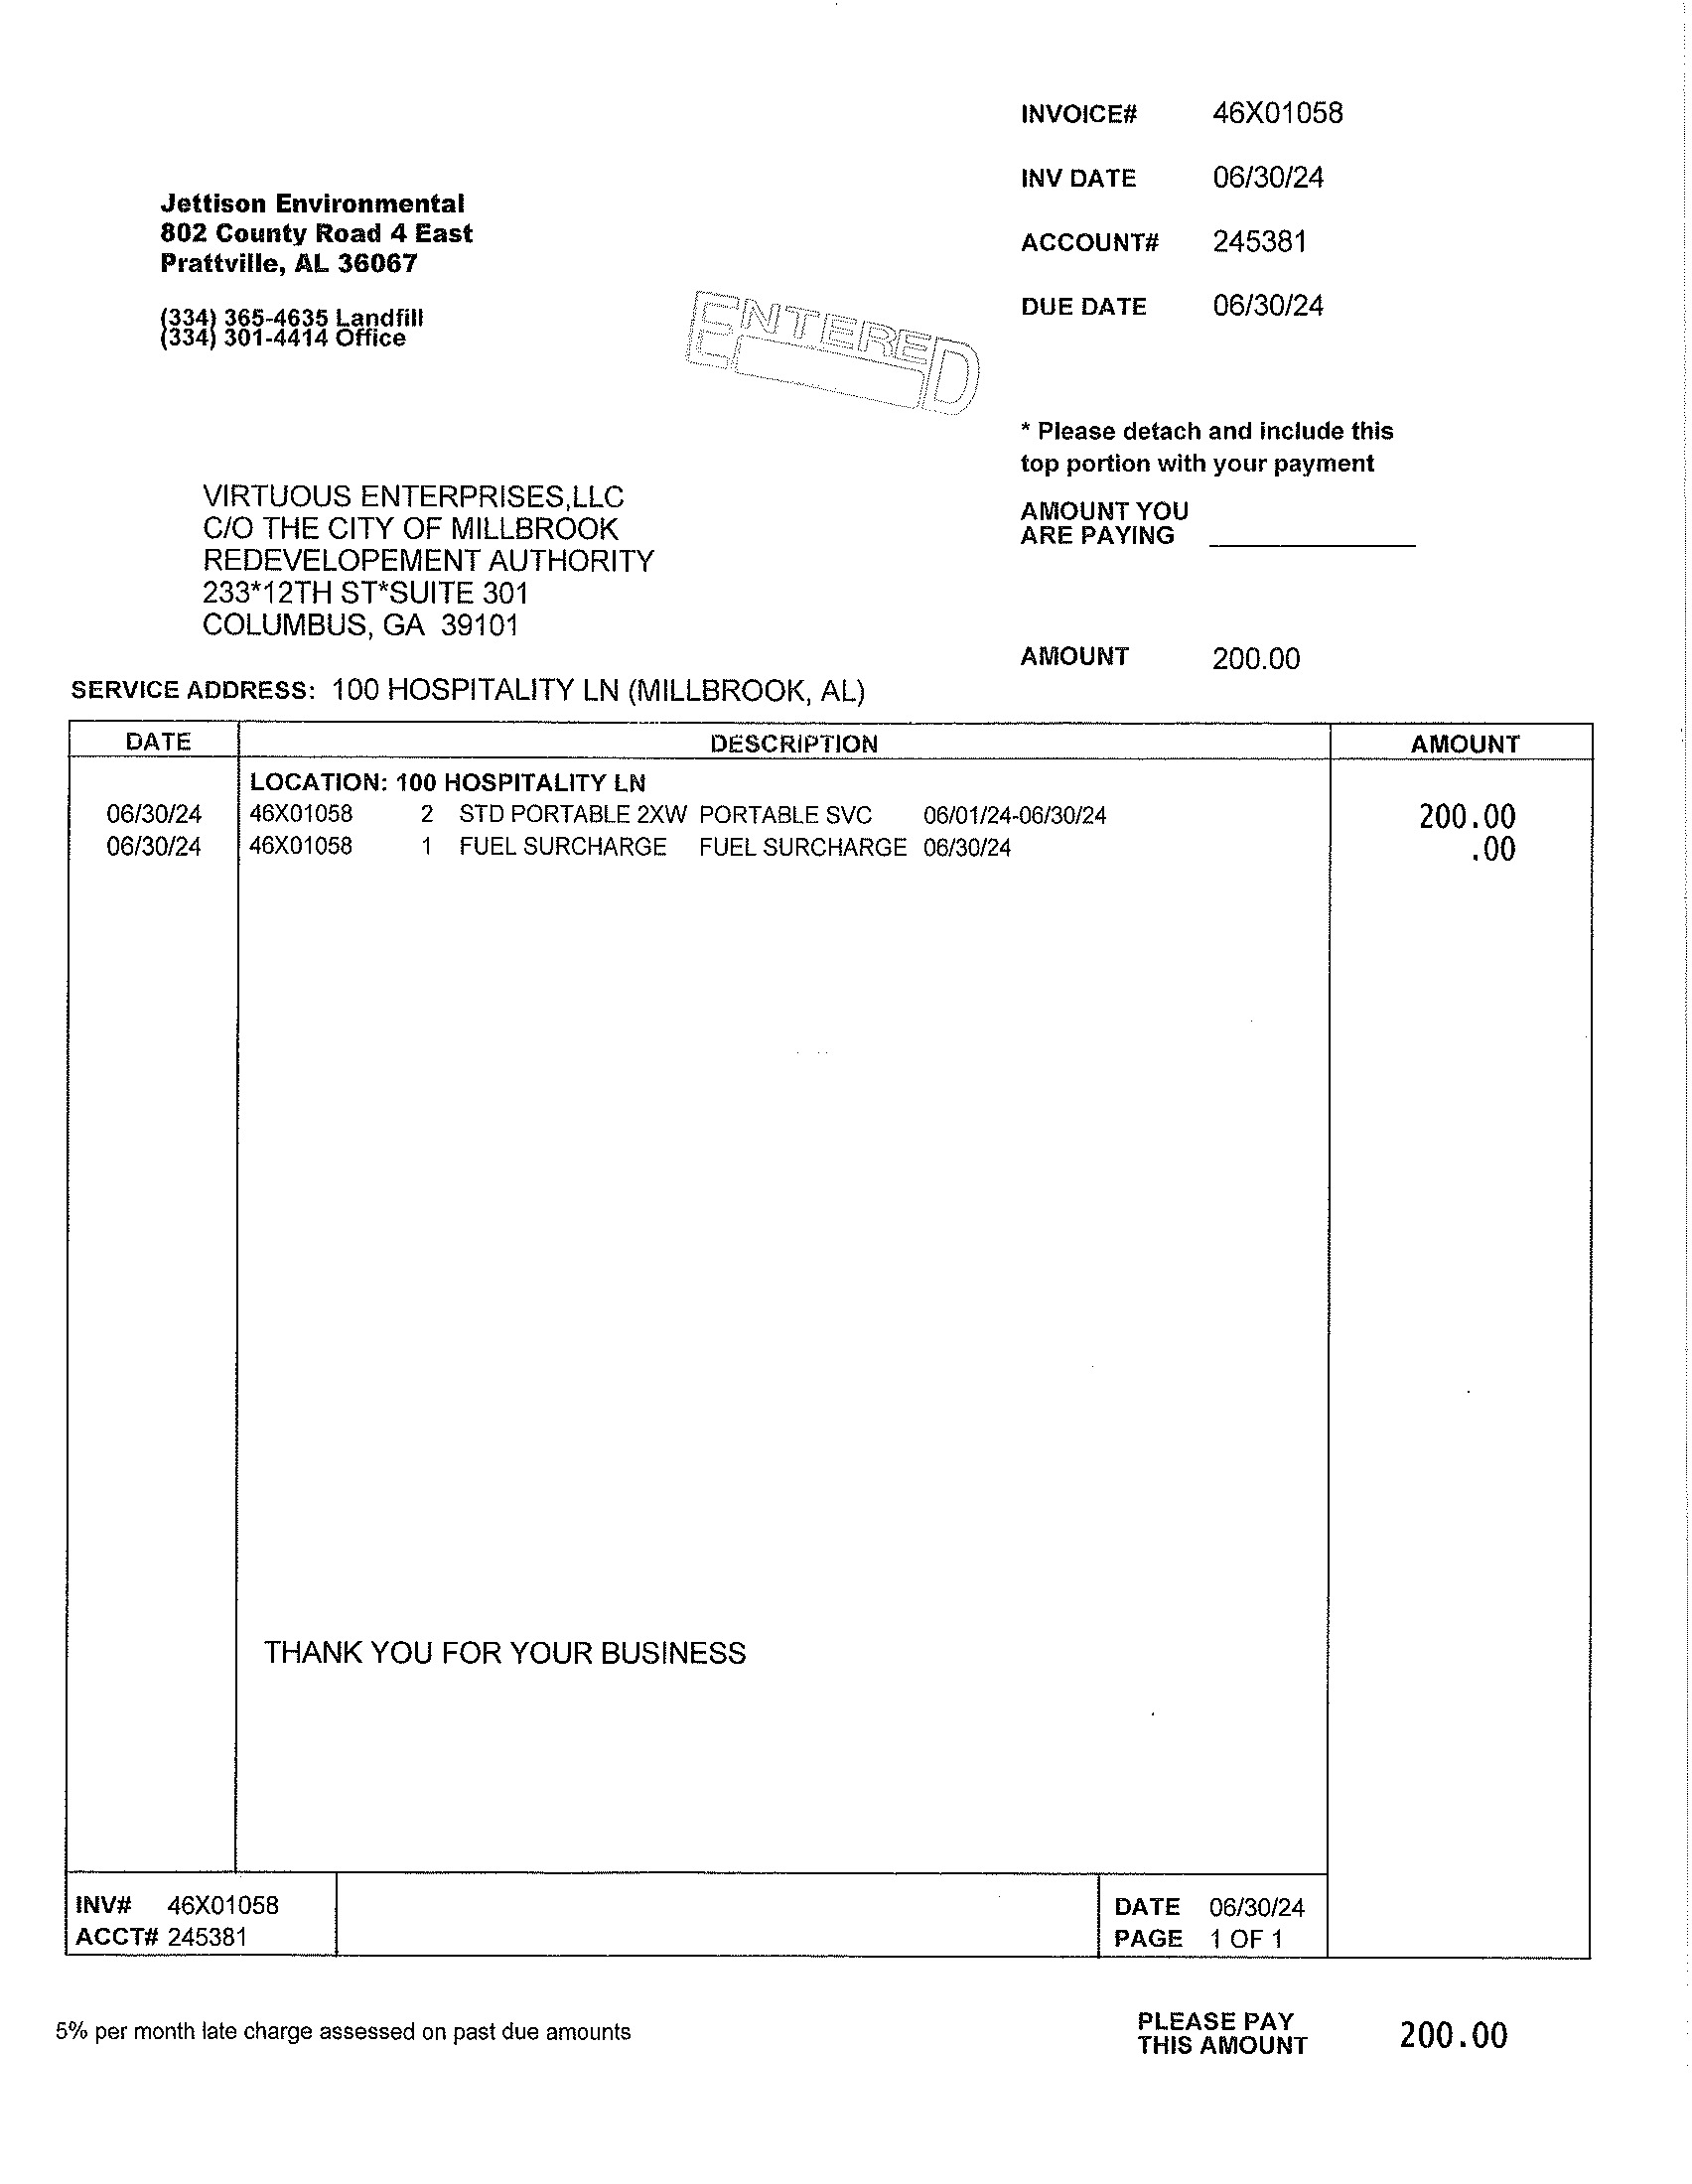 INVOICE# 46X01058
INV DATE 06/30/24
Jettison Environmental
802 County Road 4 East
Prattville, AL 36067
ACCOUNT# 245381
(334) 365-4635 Landfill
(334) 301-4414 Office
ENTERED
DUE DATE 06/30/24
* Please detach and include this
top portion with your payment
VIRTUOUS ENTERPRISES,LLC
C/O THE CITY OF MILLBROOK
REDEVELOPEMENT AUTHORITY
233*12TH ST*SUITE 301
COLUMBUS, GA 39101
AMOUNT YOU
ARE PAYING
AMOUNT 200.00
SERVICE ADDRESS: 100 HOSPITALITY LN (MILLBROOK, AL)
DATE DESCRIPTION AMOUNT
LOCATION: 100 HOSPITALITY LN
06/30/24 46X01058 2 STD PORTABLE 2XW PORTABLE SVC 06/01/24-06/30/24 200.00
06/30/24 46X01058 1 FUEL SURCHARGE FUEL SURCHARGE 06/30/24 .00
THANK YOU FOR YOUR BUSINESS
INV# 46X01058 DATE 06/30/24
ACCT# 245381 PAGE 1 OF 1
5% per month late charge assessed on past due amounts
PLEASE PAY
THIS AMOUNT 200.00